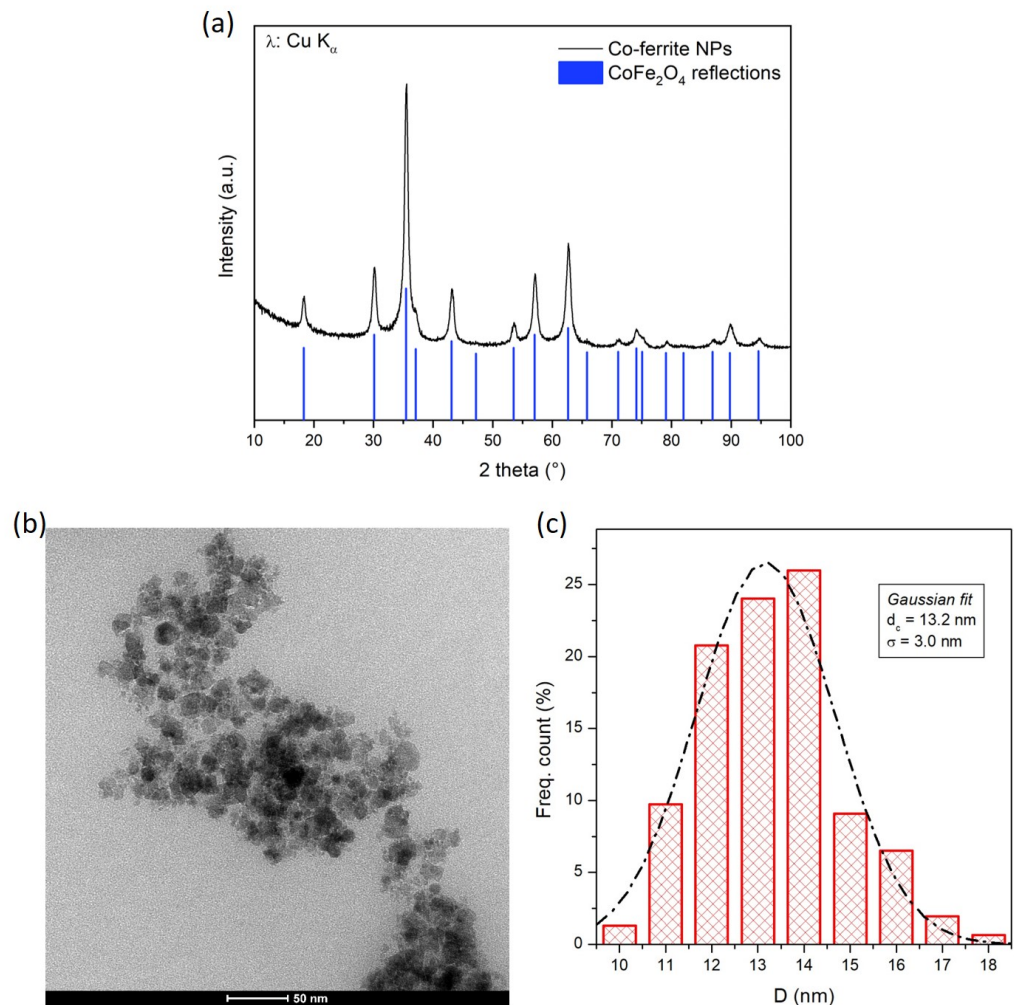 (a)
λ: Cu Kα
Co-ferrite NPs
CoFe2O4 reflections
Intensity (a.u.)
10 20 30 40 50 60 70 80 90 100
2 theta (°)
(b)
50 nm
(c)
Gaussian fit
dc = 13.2 nm
σ = 3.0 nm
Freq. count (%)
25
20
15
10
5
0
10 11 12 13 14 15 16 17 18
D (nm)